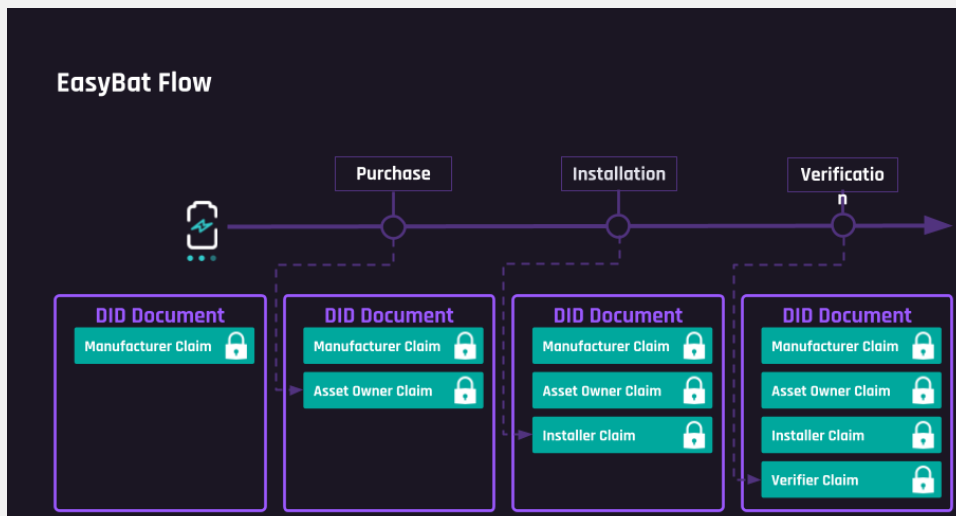 EasyBat Flow
Purchase
Installation
Verificatio
n
DID Document
Manufacturer Claim
DID Document
Manufacturer Claim
Asset Owner Claim
DID Document
Manufacturer Claim
Asset Owner Claim
Installer Claim
DID Document
Manufacturer Claim
Asset Owner Claim
Installer Claim
Verifier Claim